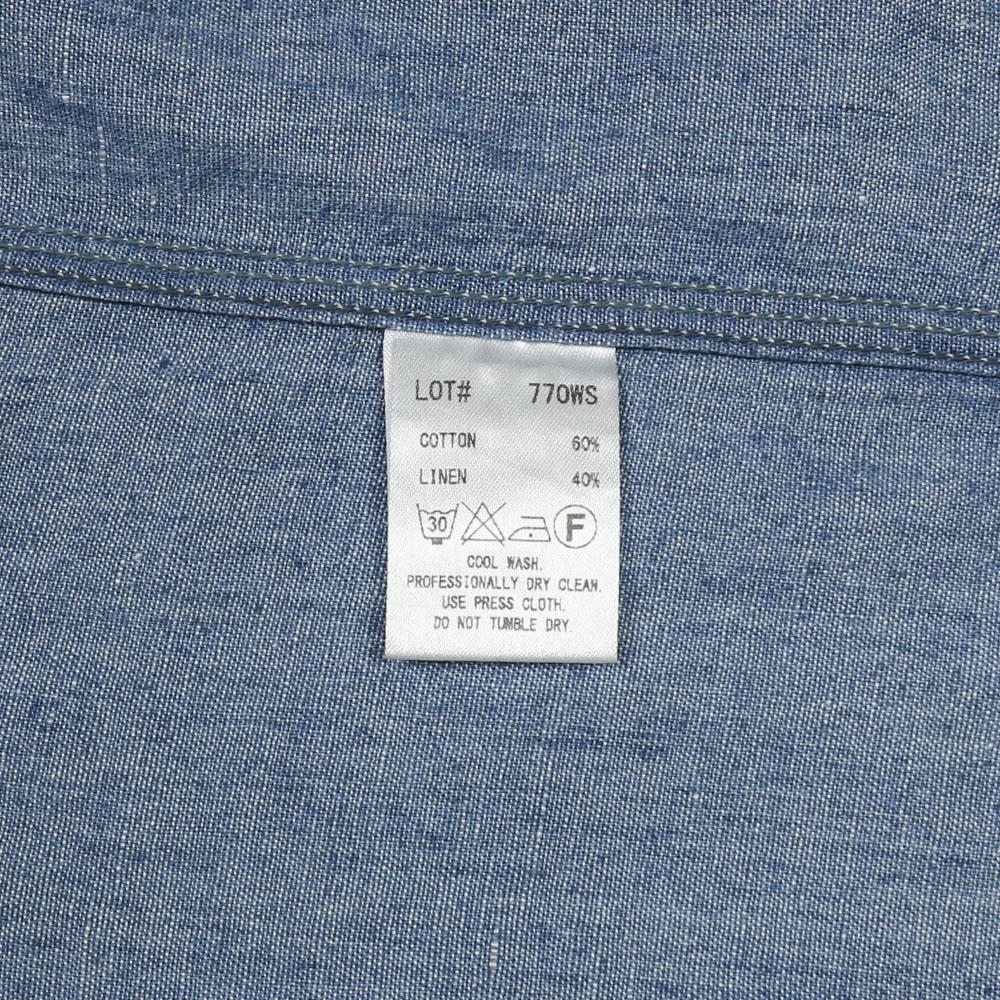 LOT# 770WS
COTTON 60%
LINEN 40%
30 F
COOL WASH.
PROFESSIONALLY DRY CLEAN.
USE PRESS CLOTH.
DO NOT TUMBLE DRY.